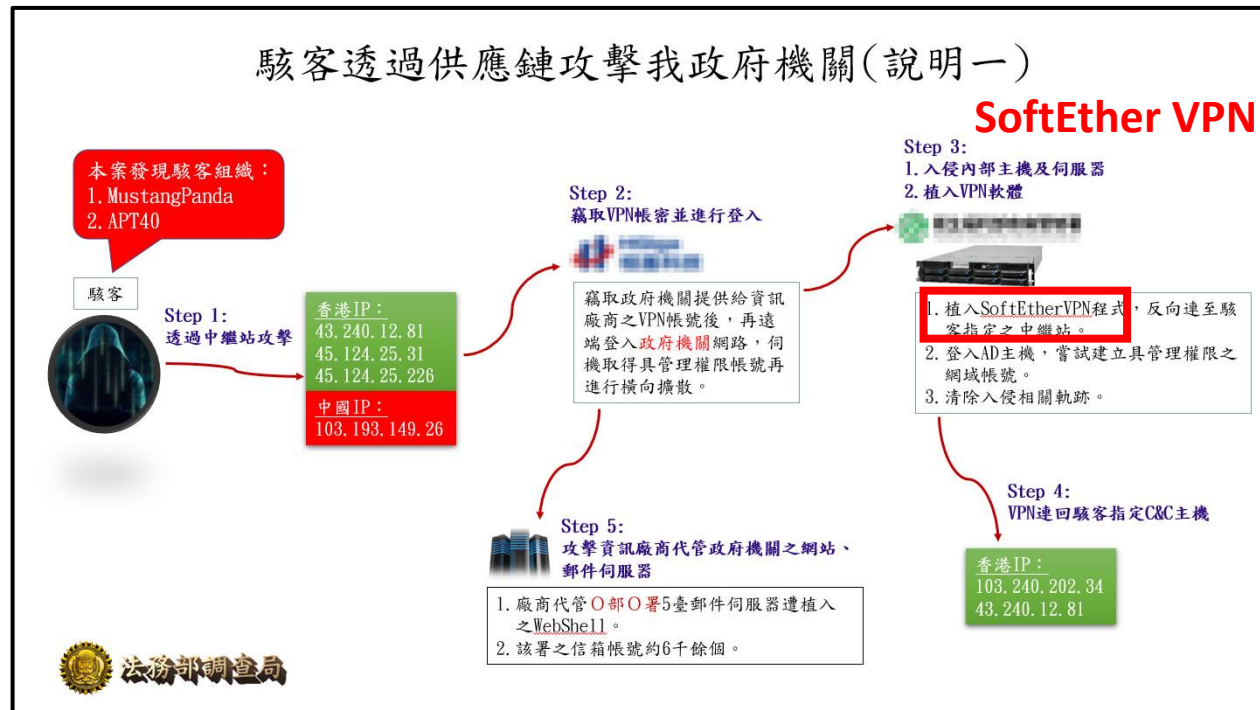 駭客透過供應鏈攻擊我政府機關(說明一)
SoftEther VPN
本案發現駭客組織：
1.MustangPanda
2.APT40
駭客
Step 1:
透過中繼站攻擊
香港IP：
43.240.12.81
45.124.25.31
45.124.25.226
中國IP：
103.193.149.26
Step 2:
竊取VPN帳密並進行登入
竊取政府機關提供給資訊
廠商之VPN帳號後，再遠
端登入政府機關網路，伺
機取得具管理權限帳號再
進行橫向擴散。
Step 3:
1.入侵內部主機及伺服器
2.植入VPN軟體
1.植入SoftEtherVPN程式，反向連至駭
客指定之中繼站。
2.登入AD主機，嘗試建立具管理權限之
網域帳號。
3.清除入侵相關軌跡。
Step 4:
VPN連回駭客指定C&C主機
香港IP：
103.240.202.34
43.240.12.81
Step 5:
攻擊資訊廠商代管政府機關之網站、
郵件伺服器
1.廠商代管O部O署5臺郵件伺服器遭植入
之WebShell。
2.該署之信箱帳號約6千餘個。
法務部調查局